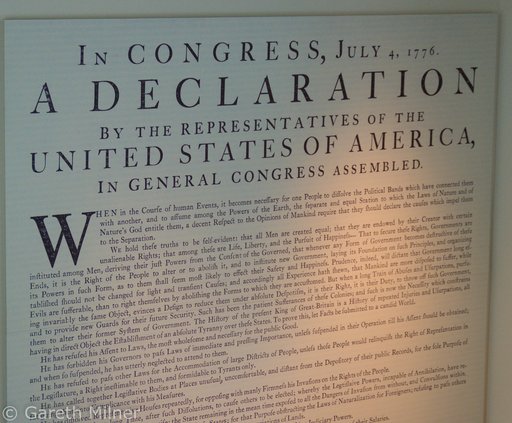 IN CONGRESS, JULY 4, 1776.
A DECLARATION
BY THE REPRESENTATIVES OF THE
UNITED STATES OF AMERICA,
IN GENERAL CONGRESS ASSEMBLED.
WHEN in the Courſe of human Events, it becomes neceſſary for one People to diſſolve the Political Bands which have connected them
with another, and to aſſume among the Powers of the Earth, the ſeparate and equal Station to which the Laws of Nature and of
Nature's God entitle them, a decent Reſpect to the Opinions of Mankind require that they ſhould declare the cauſes which impel them
to the Separation.
We hold theſe truths to be ſelf-evident: that all Men are created equal; that they are endowed by their Creator with certain
unalienable Rights; that among theſe are Life, Liberty, and the Purſuit of Happineſs— That to ſecure theſe Rights, Governments are
inſtituted among Men, deriving their juſt Powers from the Conſent of the Governed, that whenever any Form of Government becomes deſtructive of theſe
Ends, it is the Right of the People to alter or to aboliſh it, and to inſtitute new Government, laying its Foundation on ſuch Principles, and organizing
its Powers in ſuch Form, as to them ſhall ſeem moſt likely to effect their Safety and Happineſs. Prudence, indeed, will dictate that Government long eſ-
tabliſhed ſhould not be changed for light and tranſient Cauſes; and accordingly all Experience hath ſhewn, that Mankind are more diſpoſed to ſuffer, while
Evils are ſufferable, than to right themſelves by aboliſhing the Forms to which they are accuſtomed. But when a long Train of Abuſes and Uſurpations, purſu-
ing invariably the ſame Object, evinces a Deſign to reduce them under abſolute Deſpotiſm, it is their Right, it is their Duty, to throw off ſuch Government,
and to provide new Guards for their future Security. Such has been the patient Sufferance of theſe Colonies; and ſuch is now the Neceſſity which conſtrains
them to alter their former Syſtem of Government. The Hiſtory of the preſent King of Great-Britain is a Hiſtory of repeated Injuries and Uſurpations, all
having in direct Object the Eſtabliſhment of an abſolute Tyranny over theſe States. To prove this, let Facts be ſubmitted to a candid World.
HE has refuſed his Aſſent to Laws, the moſt wholeſome and neceſſary for the public Good.
HE has forbidden his Governors to paſs Laws of immediate and preſſing Importance, unleſs ſuſpended in their Operation till his Aſſent ſhould be obtained;
and when ſo ſuſpended, he has utterly neglected to attend to them.
HE has refuſed to paſs other Laws for the Accommodation of large Diſtricts of People, unleſs thoſe People would relinquiſh the Right of Repreſentation in
the Legiſlature, a Right ineſtimable to them, and formidable to Tyrants only.
HE has called together Legiſlative Bodies at Places unuſual, uncomfortable, and diſtant from the Depoſitory of their public Records, for the ſole Purpoſe of
Compliance with his Meaſures.
Houſes repeatedly, for oppoſing with manly Firmneſs his Invaſions on the Rights of the People.
Time, after ſuch Diſſolutions, to cauſe others to be elected; whereby the Legiſlative Powers, incapable of Annihilation, have
the State remaining in the mean time expoſed to all the Dangers of Invaſion from without, and Convulſions within.
States; for that Purpoſe obſtructing the Laws for Naturalization of Foreigners; refuſing to paſs others
of Lands.
Judiciary Powers.
their Salaries.
© Gareth Milner